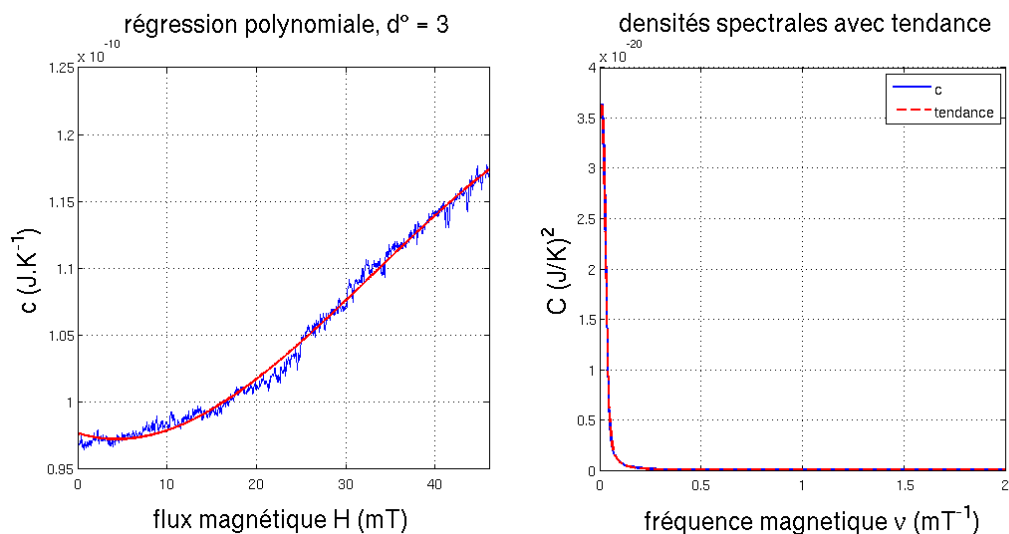 régression polynomiale, d° = 3
x 10⁻¹⁰
1.25
1.2
1.15
1.1
1.05
1
0.95
0
10
20
30
40
c (J.K⁻¹)
flux magnétique H (mT)
densités spectrales avec tendance
x 10⁻²⁰
4
3.5
3
2.5
2
1.5
1
0.5
0
0
0.5
1
1.5
2
C (J/K)²
fréquence magnetique ν (mT⁻¹)
c
tendance